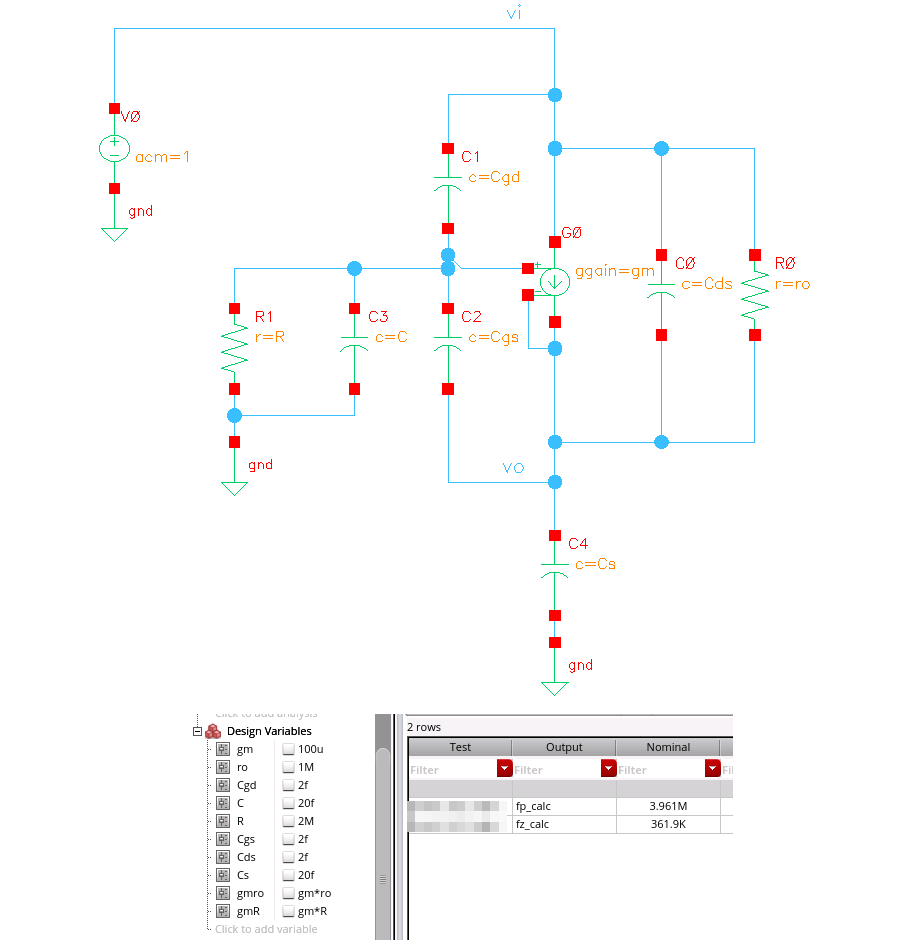 vi
VØ
acm=1
gnd
C1
c=Cgd
GØ
ggain=gm
CØ
c=Cds
RØ
r=ro
R1
r=R
C3
c=C
C2
c=Cgs
gnd
vo
C4
c=Cs
gnd
Click to add analysis
Design Variables
gm 100u
ro 1M
Cgd 2f
C 20f
R 2M
Cgs 2f
Cds 2f
Cs 20f
gmro gm*ro
gmR gm*R
Click to add variable
2 rows
Test Output Nominal
Filter Filter Filter Fil
fp_calc 3.961M
fz_calc 361.9K